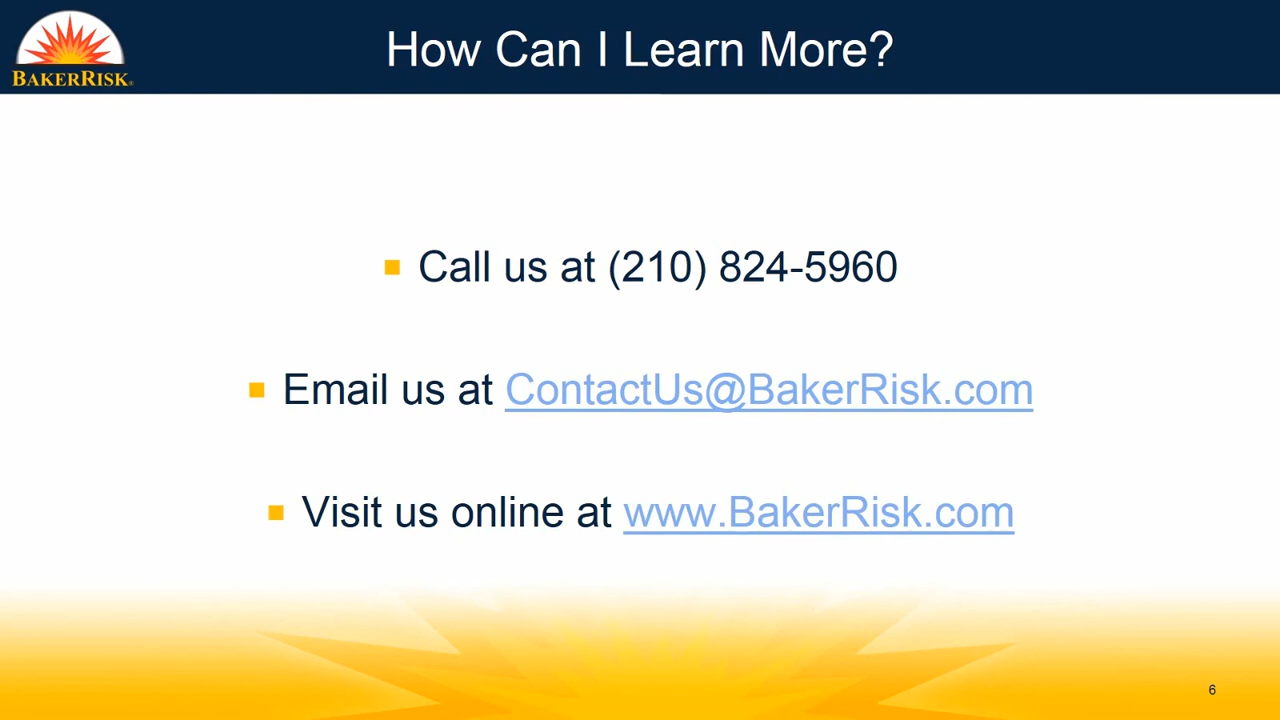 How Can I Learn More?
BAKERRISK®
Call us at (210) 824-5960
Email us at ContactUs@BakerRisk.com
Visit us online at www.BakerRisk.com
6